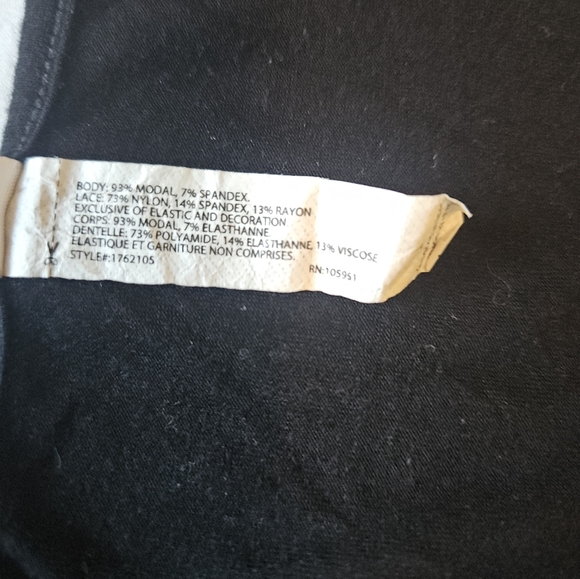 BODY: 93% MODAL, 7% SPANDEX.
LACE: 73% NYLON, 14% SPANDEX, 13% RAYON
EXCLUSIVE OF ELASTIC AND DECORATION
CORPS: 93% MODAL, 7% ELASTHANNE.
DENTELLE: 73% POLYAMIDE, 14% ELASTHANNE, 13% VISCOSE
ELASTIQUE ET GARNITURE NON COMPRISES.
STYLE#:1762105
RN:105951